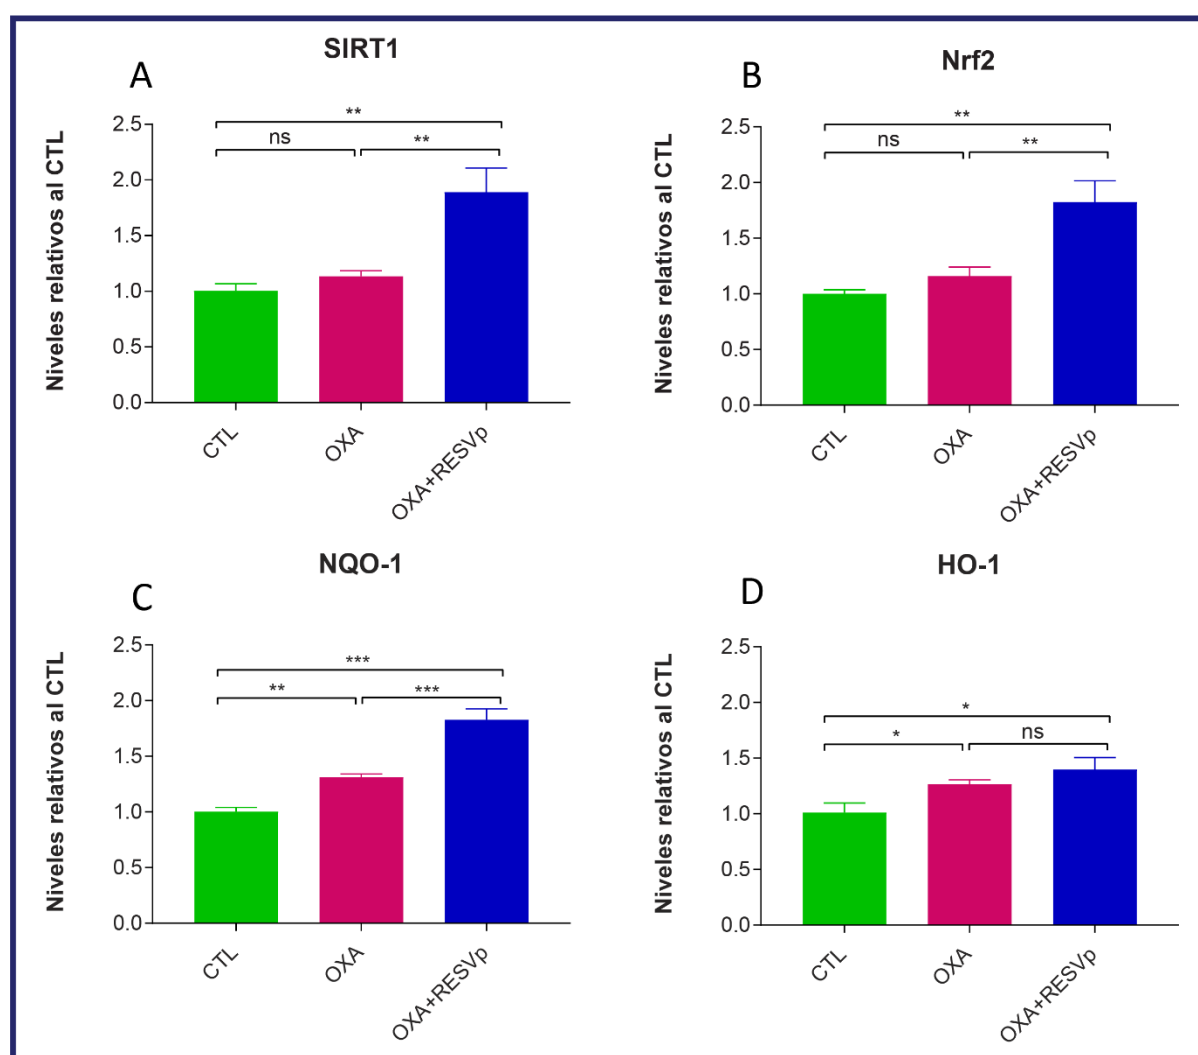 SIRT1
A
Niveles relativos al CTL
2.5
2.0
1.5
1.0
0.5
0.0
**
ns
**
CTL
OXA
OXA+RESVp
Nrf2
B
Niveles relativos al CTL
2.5
2.0
1.5
1.0
0.5
0.0
**
ns
**
CTL
OXA
OXA+RESVp
NQO-1
C
Niveles relativos al CTL
2.5
2.0
1.5
1.0
0.5
0.0
***
**
***
CTL
OXA
OXA+RESVp
HO-1
D
Niveles relativos al CTL
2.5
2.0
1.5
1.0
0.5
0.0
*
*
ns
CTL
OXA
OXA+RESVp